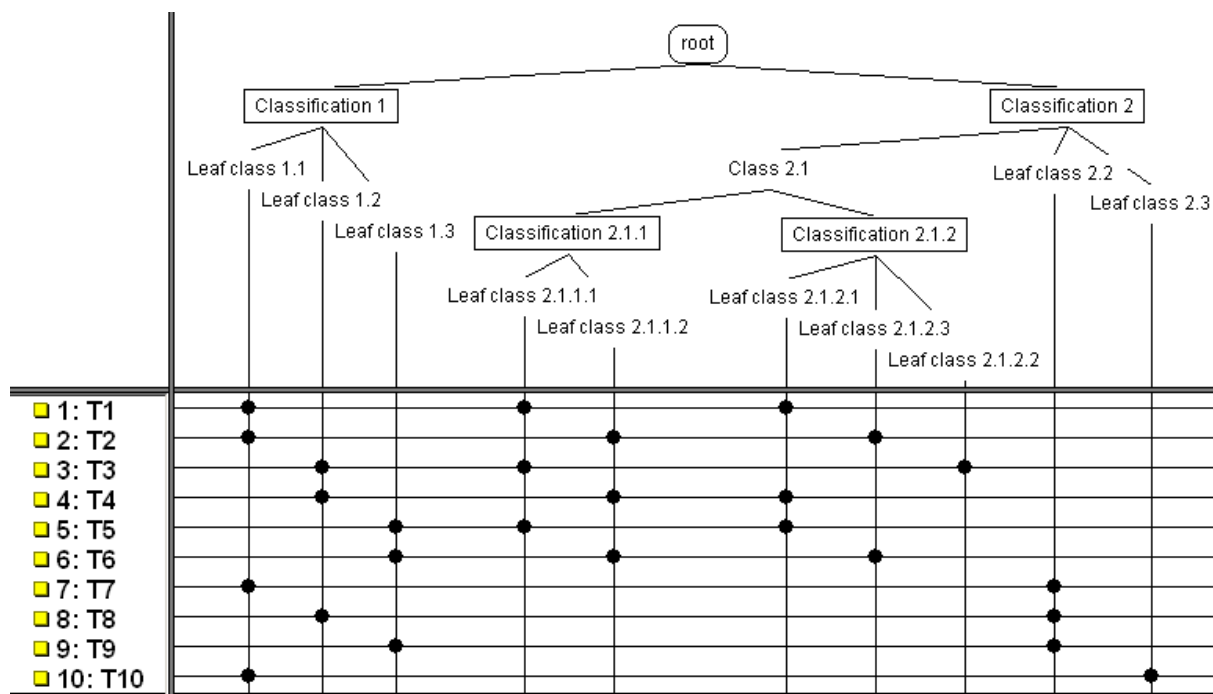 root
Classification 1
Classification 2
Leaf class 1.1
Class 2.1
Leaf class 2.2
Leaf class 1.2
Leaf class 2.3
Leaf class 1.3
Classification 2.1.1
Classification 2.1.2
Leaf class 2.1.1.1
Leaf class 2.1.2.1
Leaf class 2.1.1.2
Leaf class 2.1.2.3
Leaf class 2.1.2.2
1: T1
2: T2
3: T3
4: T4
5: T5
6: T6
7: T7
8: T8
9: T9
10: T10